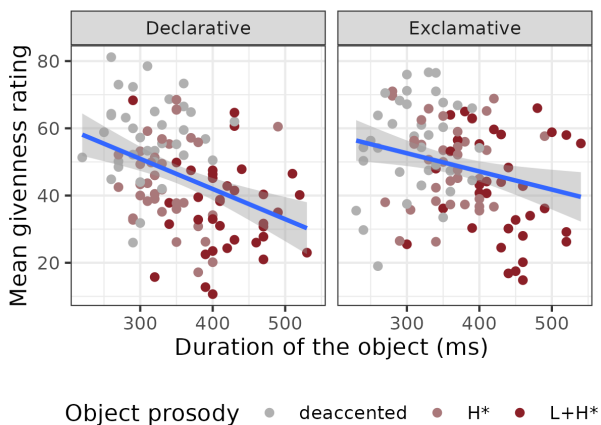 Declarative
Exclamative
Mean givenness rating
80
60
40
20
300 400 500 300 400 500
Duration of the object (ms)
Object prosody deaccented H* L+H*